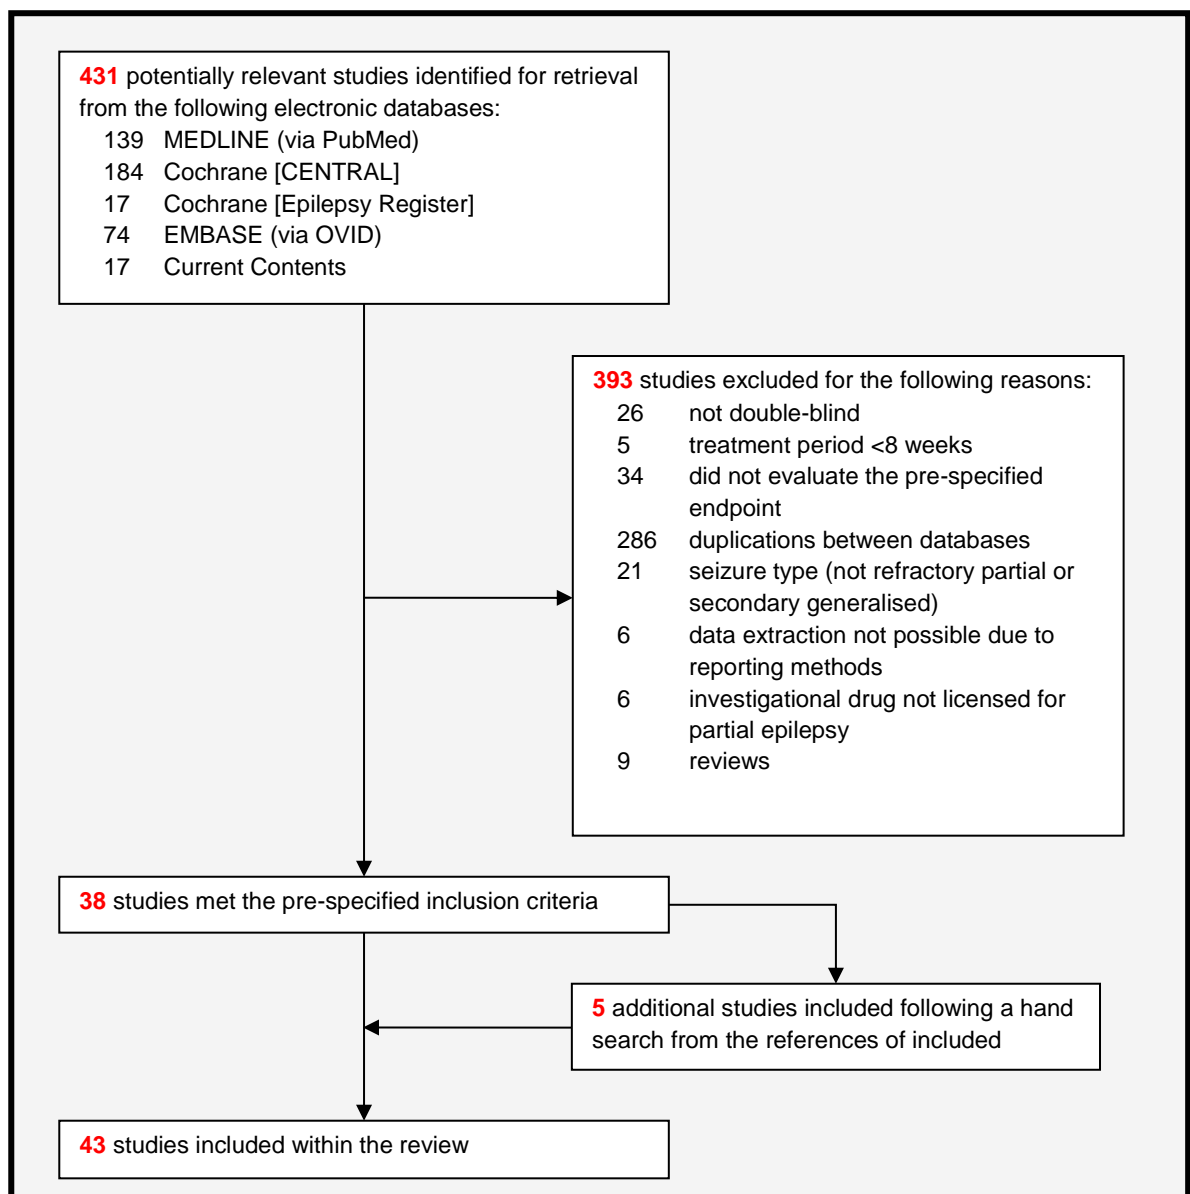 431 potentially relevant studies identified for retrieval
from the following electronic databases:
139 MEDLINE (via PubMed)
184 Cochrane [CENTRAL]
17 Cochrane [Epilepsy Register]
74 EMBASE (via OVID)
17 Current Contents
393 studies excluded for the following reasons:
26 not double-blind
5 treatment period <8 weeks
34 did not evaluate the pre-specified
endpoint
286 duplications between databases
21 seizure type (not refractory partial or
secondary generalised)
6 data extraction not possible due to
reporting methods
6 investigational drug not licensed for
partial epilepsy
9 reviews
38 studies met the pre-specified inclusion criteria
5 additional studies included following a hand
search from the references of included
43 studies included within the review